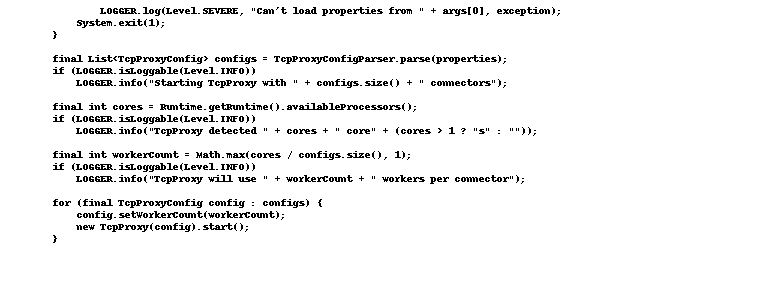 LOGGER.log(Level.SEVERE, "Can't load properties from " + args[0], exception);
System.exit(1);
}
final List<TcpProxyConfig> configs = TcpProxyConfigParser.parse(properties);
if (LOGGER.isLoggable(Level.INFO))
LOGGER.info("Starting TcpProxy with " + configs.size() + " connectors");
final int cores = Runtime.getRuntime().availableProcessors();
if (LOGGER.isLoggable(Level.INFO))
LOGGER.info("TcpProxy detected " + cores + " core" + (cores > 1 ? "s" : ""));
final int workerCount = Math.max(cores / configs.size(), 1);
if (LOGGER.isLoggable(Level.INFO))
LOGGER.info("TcpProxy will use " + workerCount + " workers per connector");
for (final TcpProxyConfig config : configs) {
config.setWorkerCount(workerCount);
new TcpProxy(config).start();
}